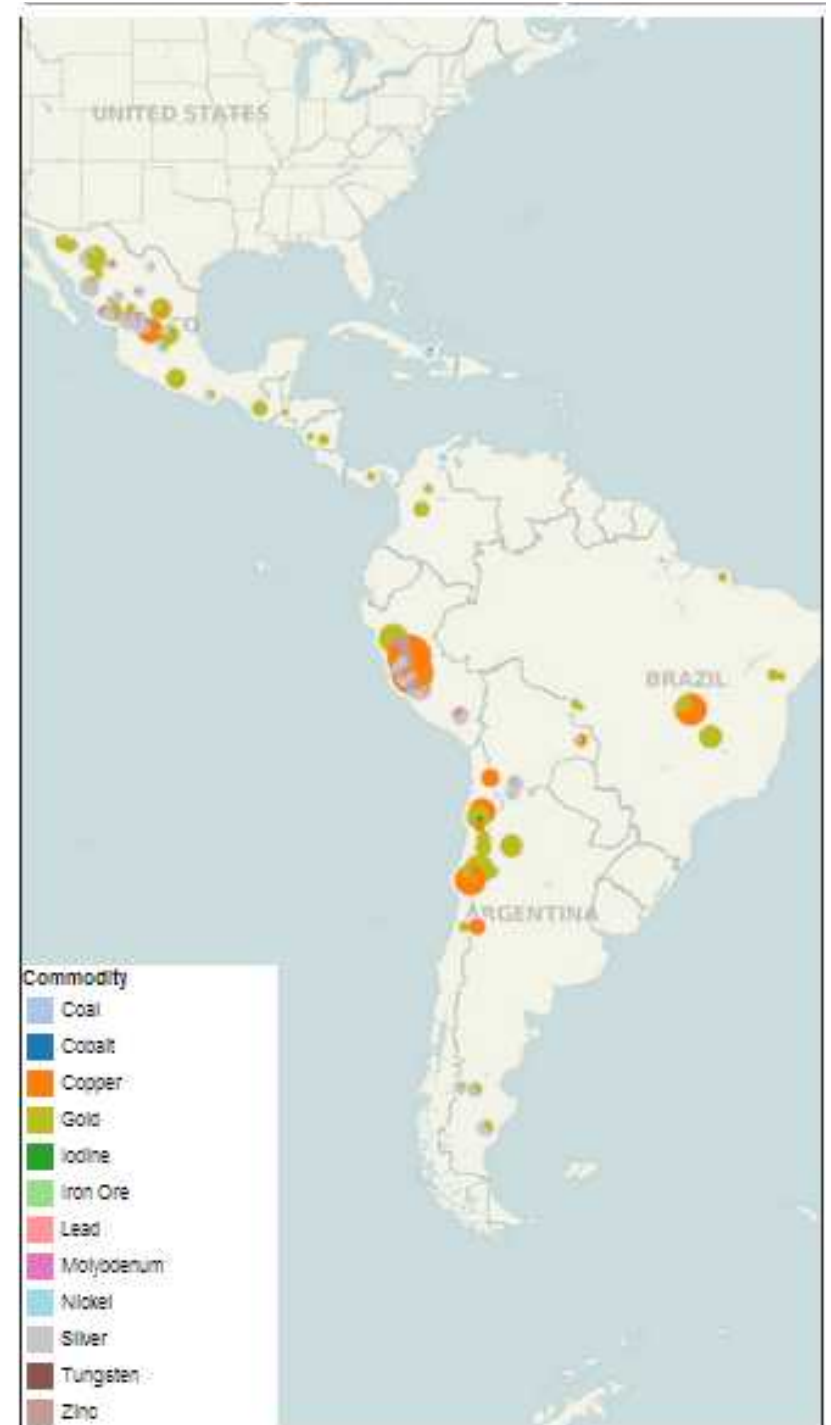 UNITED STATES
BRAZIL
ARGENTINA
Commodity
Coal
Cobalt
Copper
Gold
Iodine
Iron Ore
Lead
Molybdenum
Nickel
Silver
Tungsten
Zinc